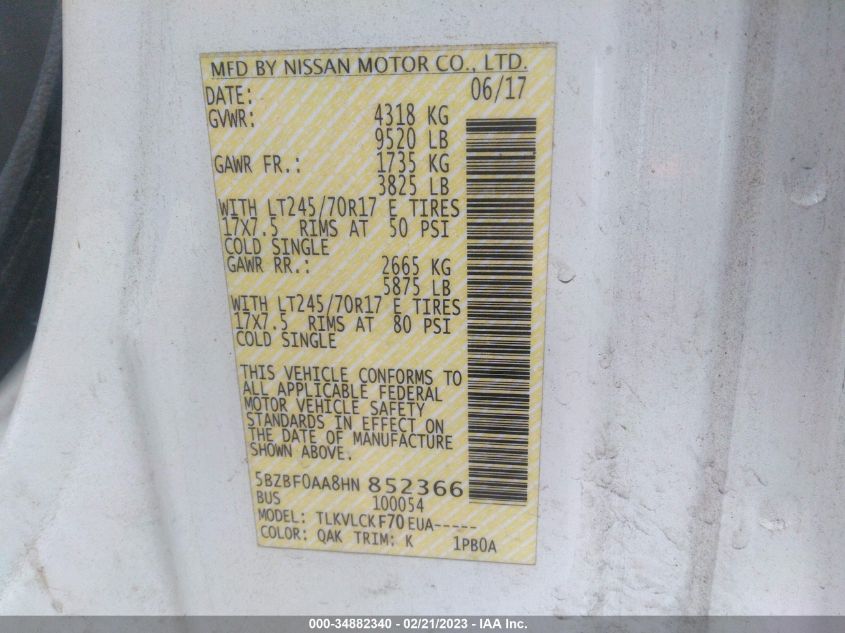 MFD BY NISSAN MOTOR CO., LTD.
DATE: 06/17
GVWR: 4318 KG
9520 LB
GAWR FR.: 1735 KG
3825 LB
WITH LT245/70R17 E TIRES
17X7.5 RIMS AT 50 PSI
COLD SINGLE
GAWR RR.: 2665 KG
5875 LB
WITH LT245/70R17 E TIRES
17X7.5 RIMS AT 80 PSI
COLD SINGLE
THIS VEHICLE CONFORMS TO
ALL APPLICABLE FEDERAL
MOTOR VEHICLE SAFETY
STANDARDS IN EFFECT ON
THE DATE OF MANUFACTURE
SHOWN ABOVE.
5BZBF0AA8HN 852366
BUS 100054
MODEL: TLKVLCKF70EUA-----
COLOR: QAK TRIM: K 1PB0A
000-34882340 - 02/21/2023 - IAA Inc.